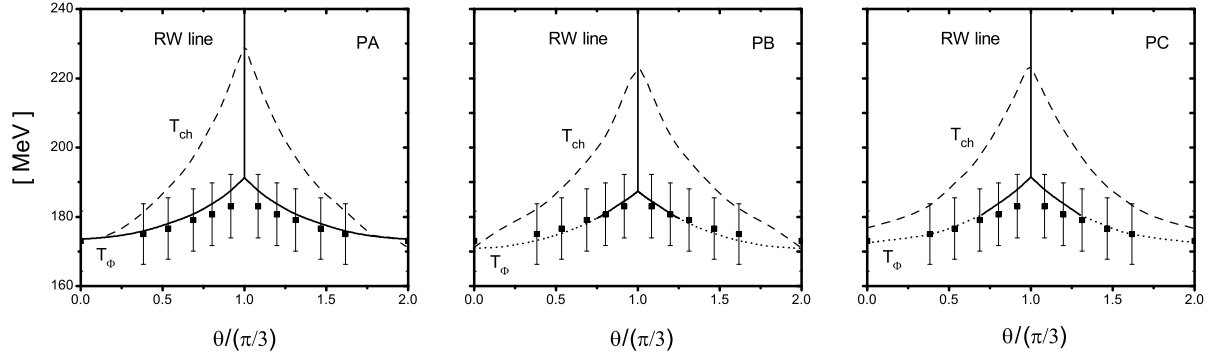 240
220
200
180
160
[ MeV]
RW line
PA
T_ch
T_Φ
0.0 0.5 1.0 1.5 2.0
θ/(π/3)
RW line
PB
T_ch
T_Φ
0.0 0.5 1.0 1.5 2.0
θ/(π/3)
RW line
PC
T_ch
T_Φ
0.0 0.5 1.0 1.5 2.0
θ/(π/3)